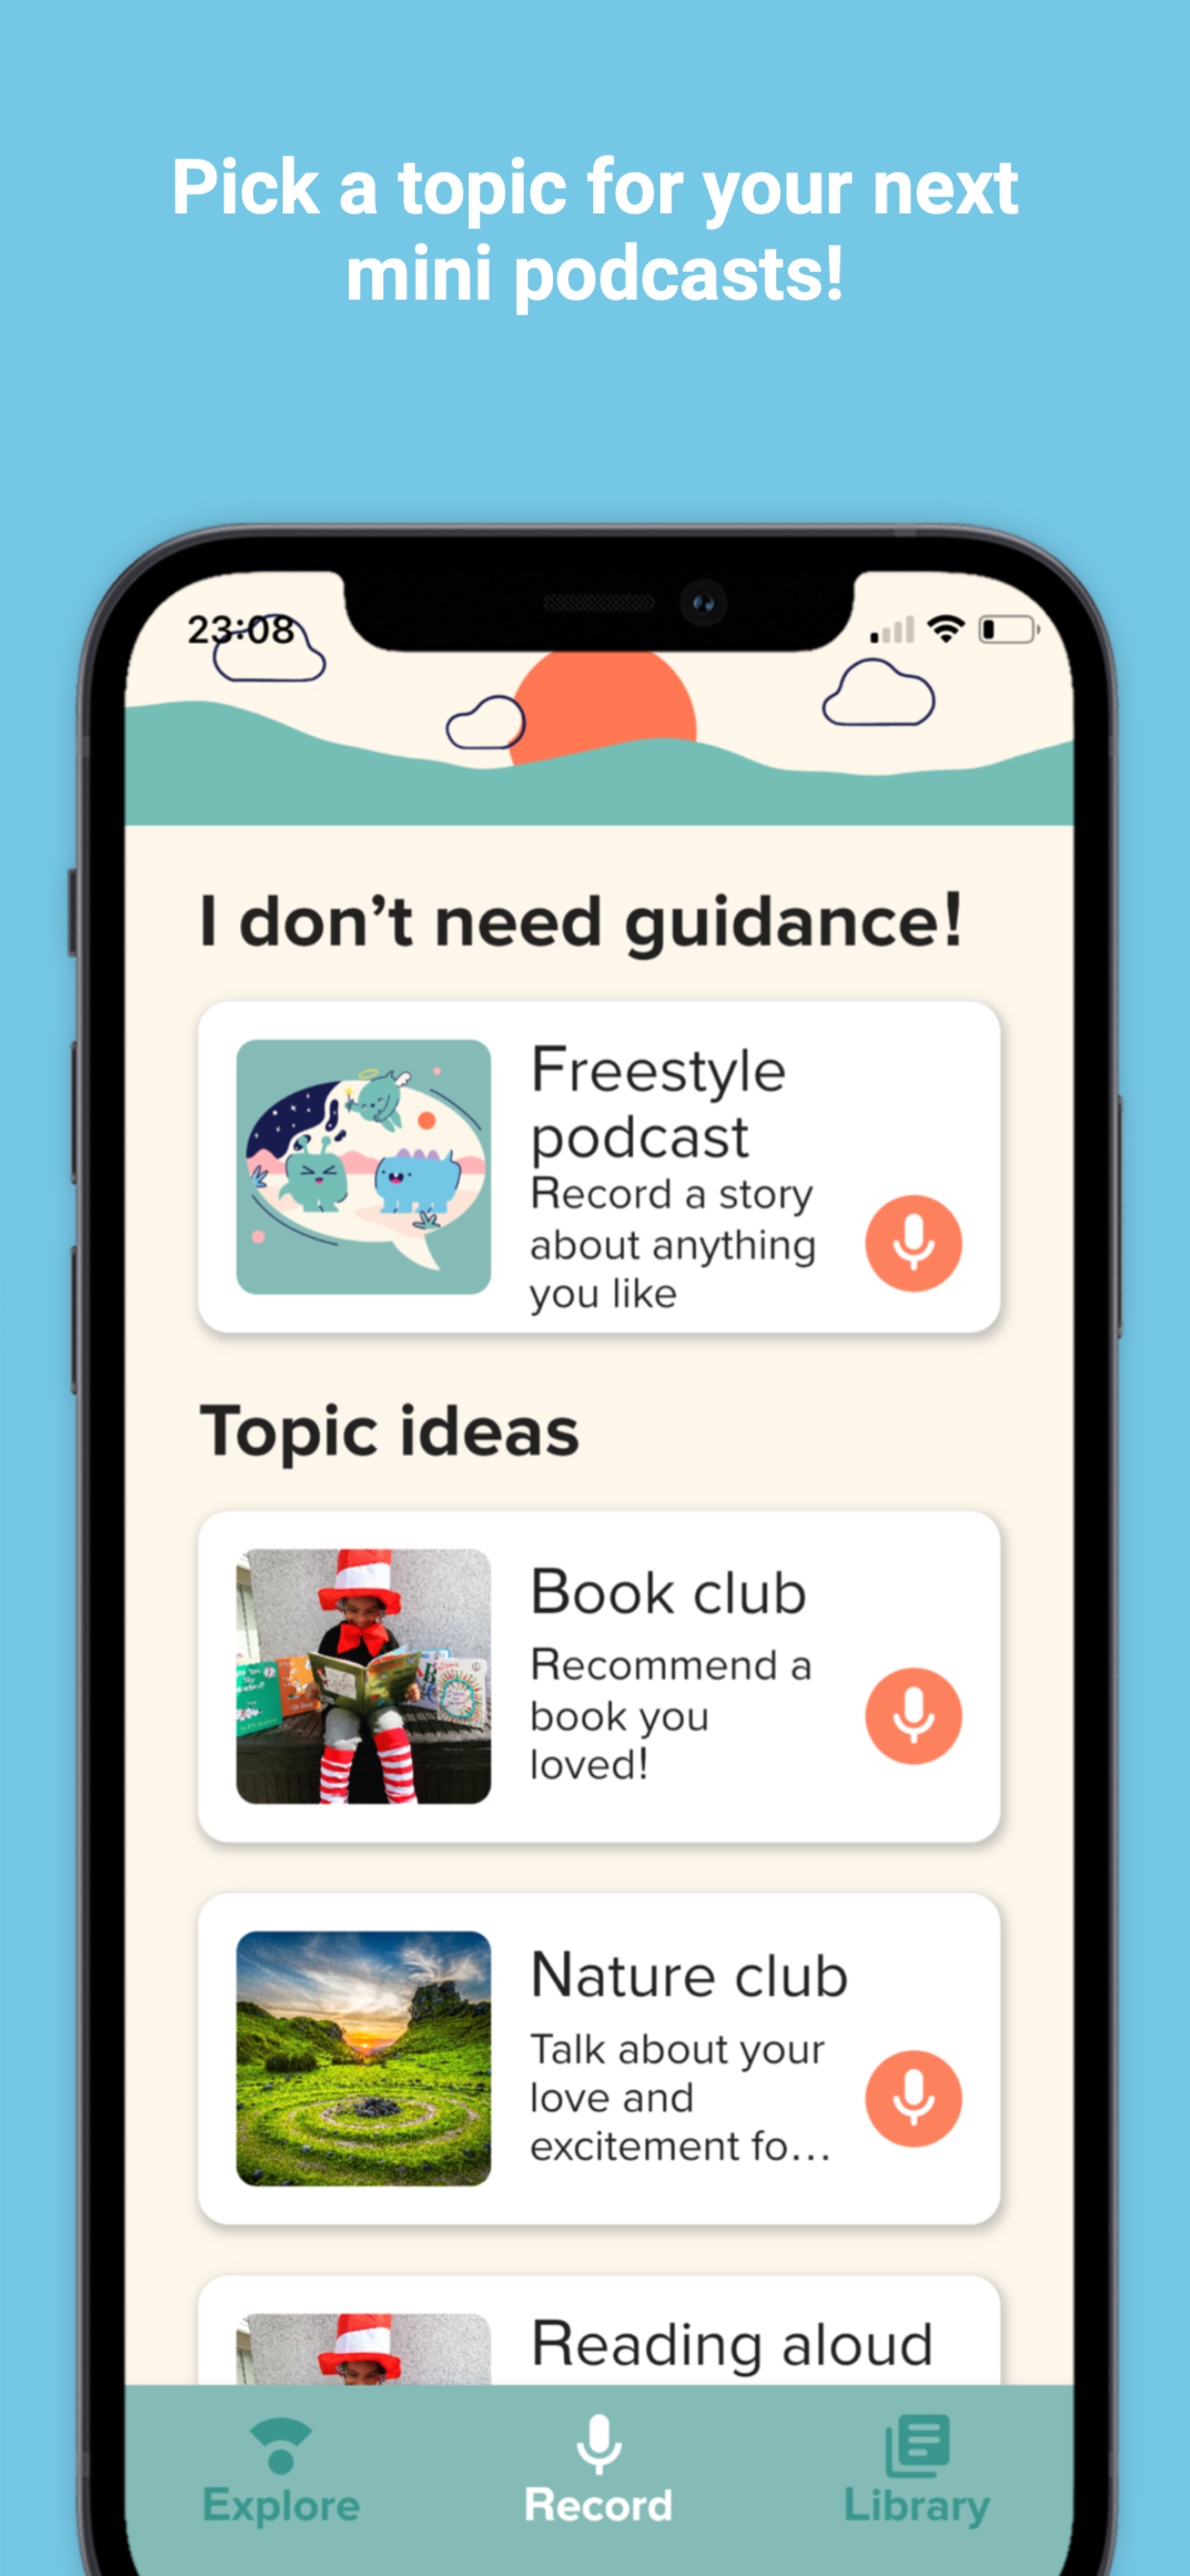 Pick a topic for your next
mini podcasts!
23:08
I don’t need guidance!
Freestyle
podcast
Record a story
about anything
you like
Topic ideas
Book club
Recommend a
book you
loved!
Nature club
Talk about your
love and
excitement fo...
Reading aloud
Explore
Record
Library